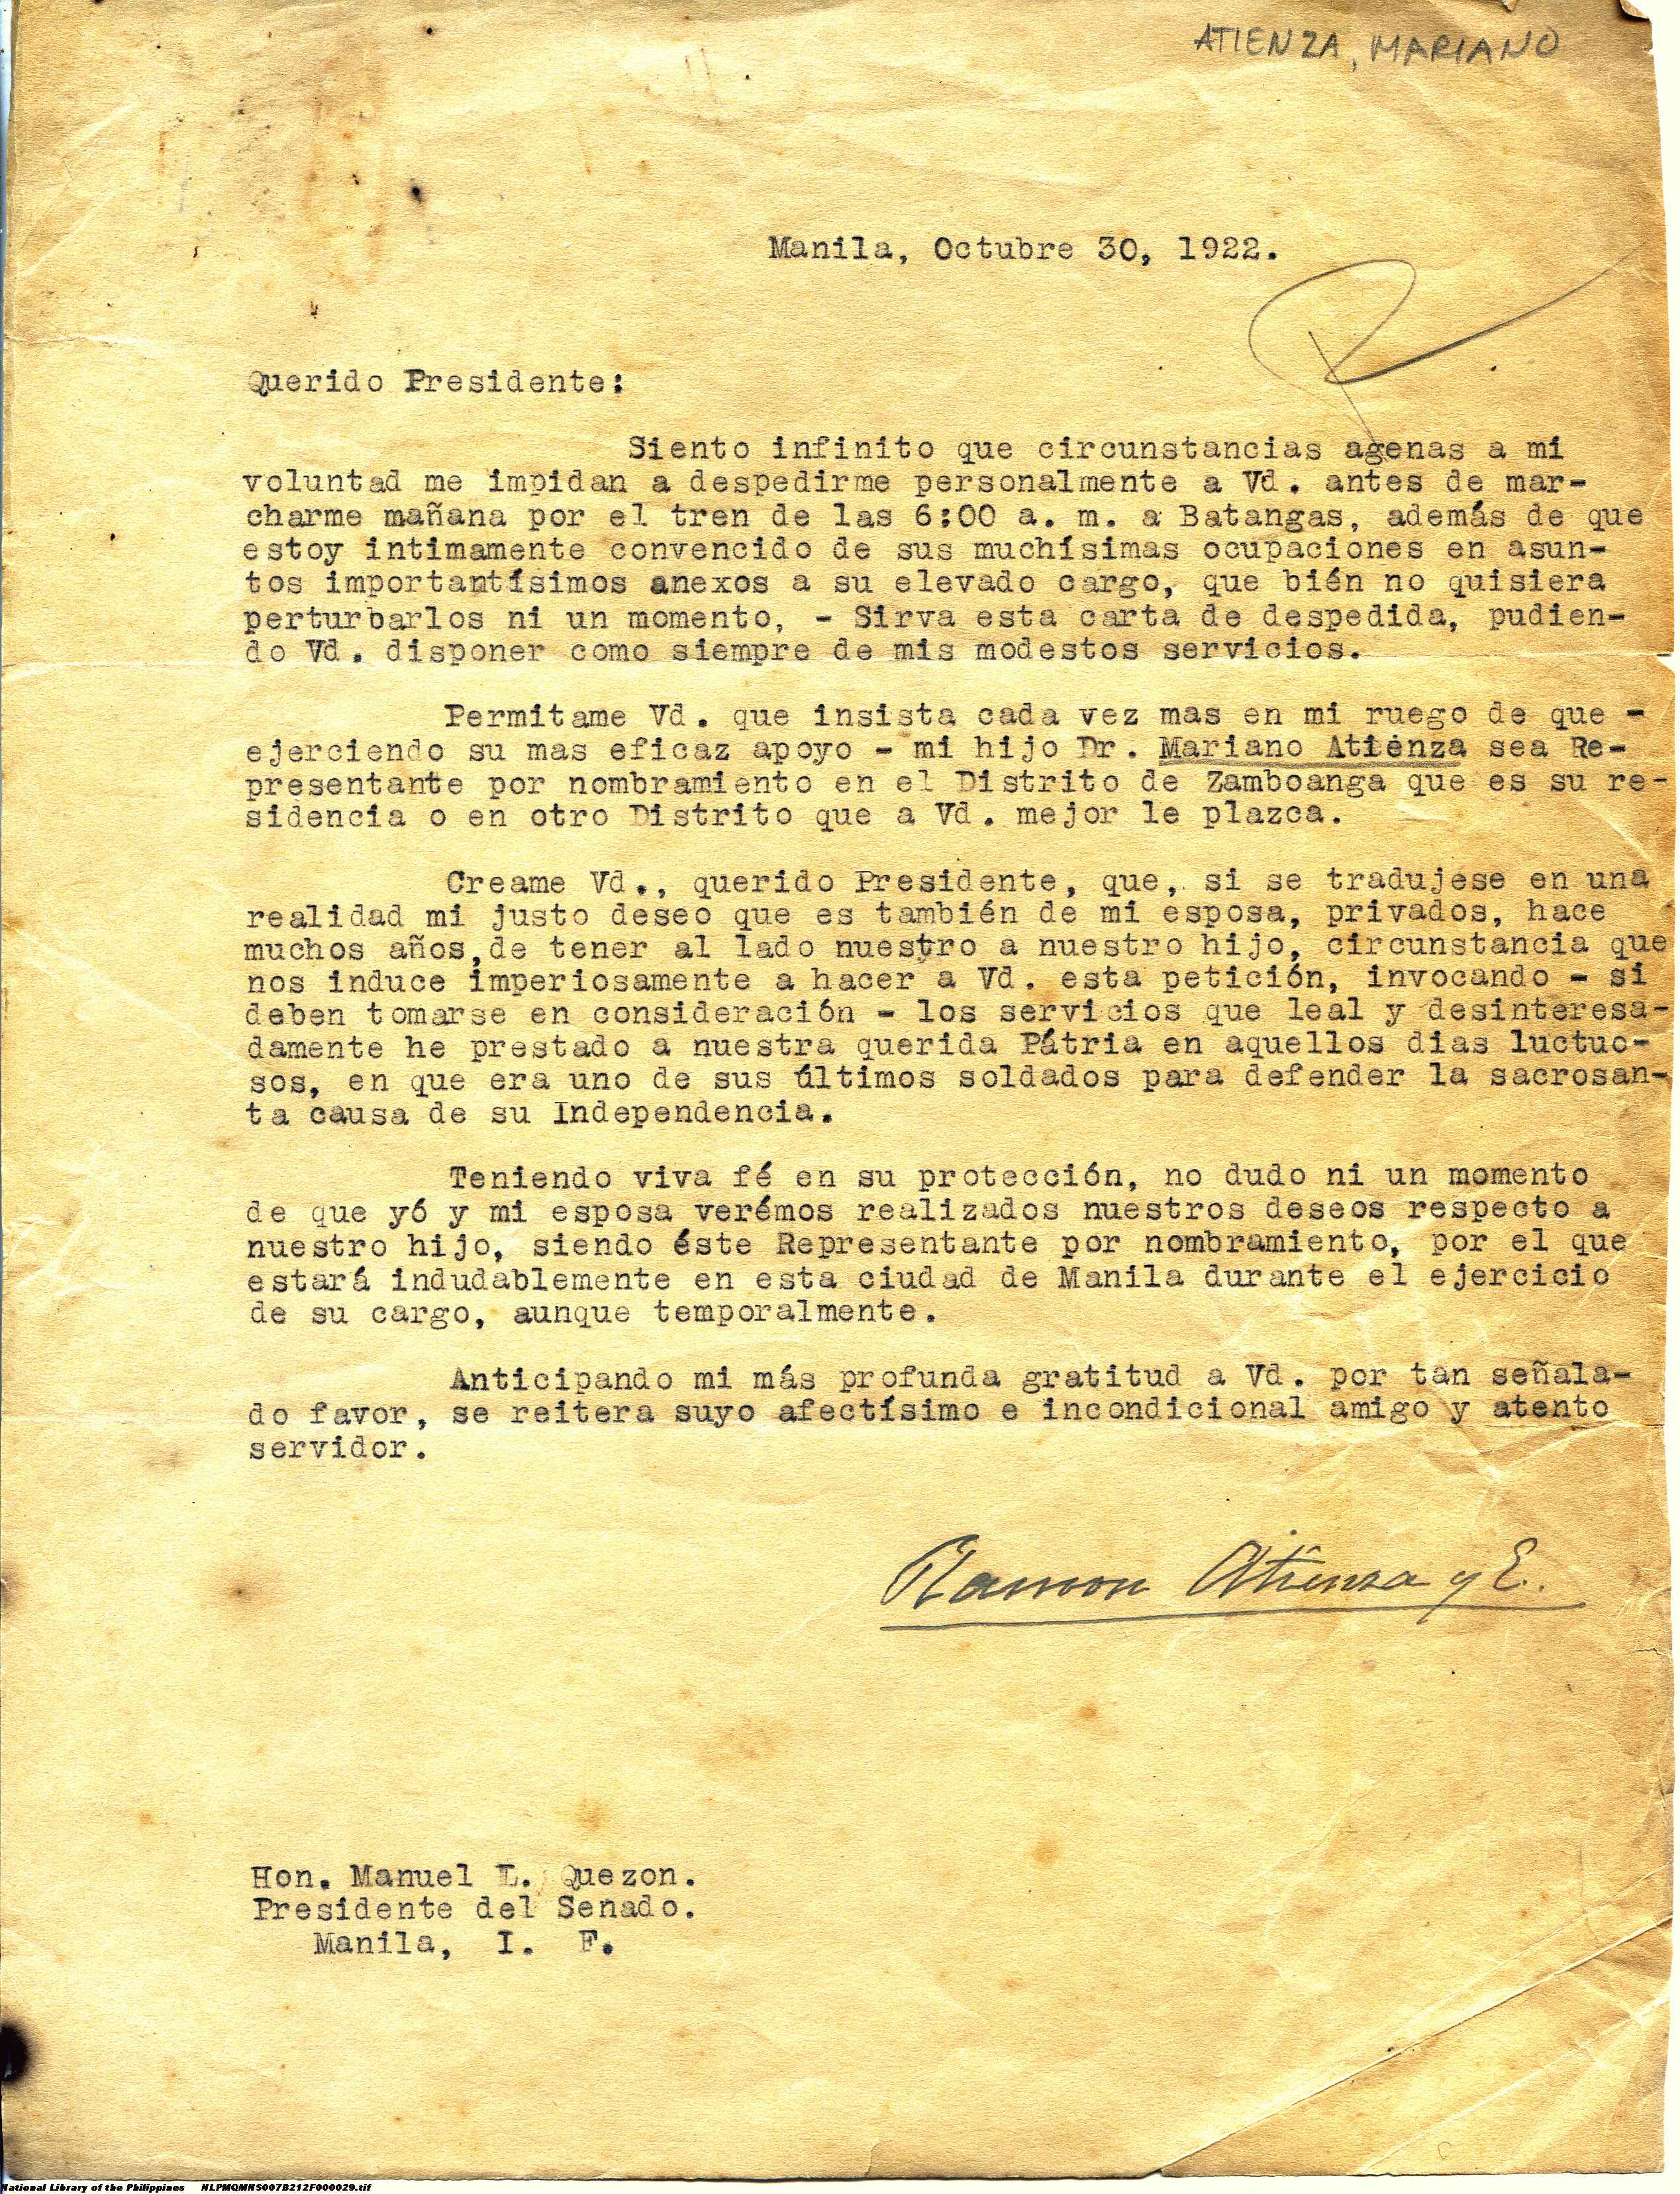 ATIENZA, MARIANO
Manila, Octubre 30, 1922.
R
Querido Presidente:
Siento infinito que circunstancias agenas a mi
voluntad me impidan a despedirme personalmente a Vd. antes de mar-
charme mañana por el tren de las 6:00 a. m. a Batangas, además de que
estoy intimamente convencido de sus muchísimas ocupaciones en asun-
tos importantísimos anexos a su elevado cargo, que bién no quisiera
perturbarlos ni un momento, - Sirva esta carta de despedida, pudien-
do Vd. disponer como siempre de mis modestos servicios.
Permitame Vd. que insista cada vez mas en mi ruego de que -
ejerciendo su mas eficaz apoyo - mi hijo Dr. Mariano Atienza sea Re-
presentante por nombramiento en el Distrito de Zamboanga que es su re-
sidencia o en otro Distrito que a Vd. mejor le plazca.
Creame Vd., querido Presidente, que, si se tradujese en una
realidad mi justo deseo que es también de mi esposa, privados, hace
muchos años,de tener al lado nuestro a nuestro hijo, circunstancia que
nos induce imperiosamente a hacer a Vd. esta petición, invocando - si
deben tomarse en consideración - los servicios que leal y desinteresa-
damente he prestado a nuestra querida Pátria en aquellos dias luctuo-
sos, en que era uno de sus últimos soldados para defender la sacrosan-
ta causa de su Independencia.
Teniendo viva fé en su protección, no dudo ni un momento
de que yó y mi esposa verémos realizados nuestros deseos respecto a
nuestro hijo, siendo éste Representante por nombramiento, por el que
estará indudablemente en esta ciudad de Manila durante el ejercicio
de su cargo, aunque temporalmente.
Anticipando mi más profunda gratitud a Vd. por tan señala-
do favor, se reitera suyo afectísimo e incondicional amigo y atento
servidor.
Ramon Atienza y E.
Hon. Manuel L. Quezon.
Presidente del Senado.
Manila, I. F.
National Library of the Philippines NLPMQMNS007B212F000029.tif